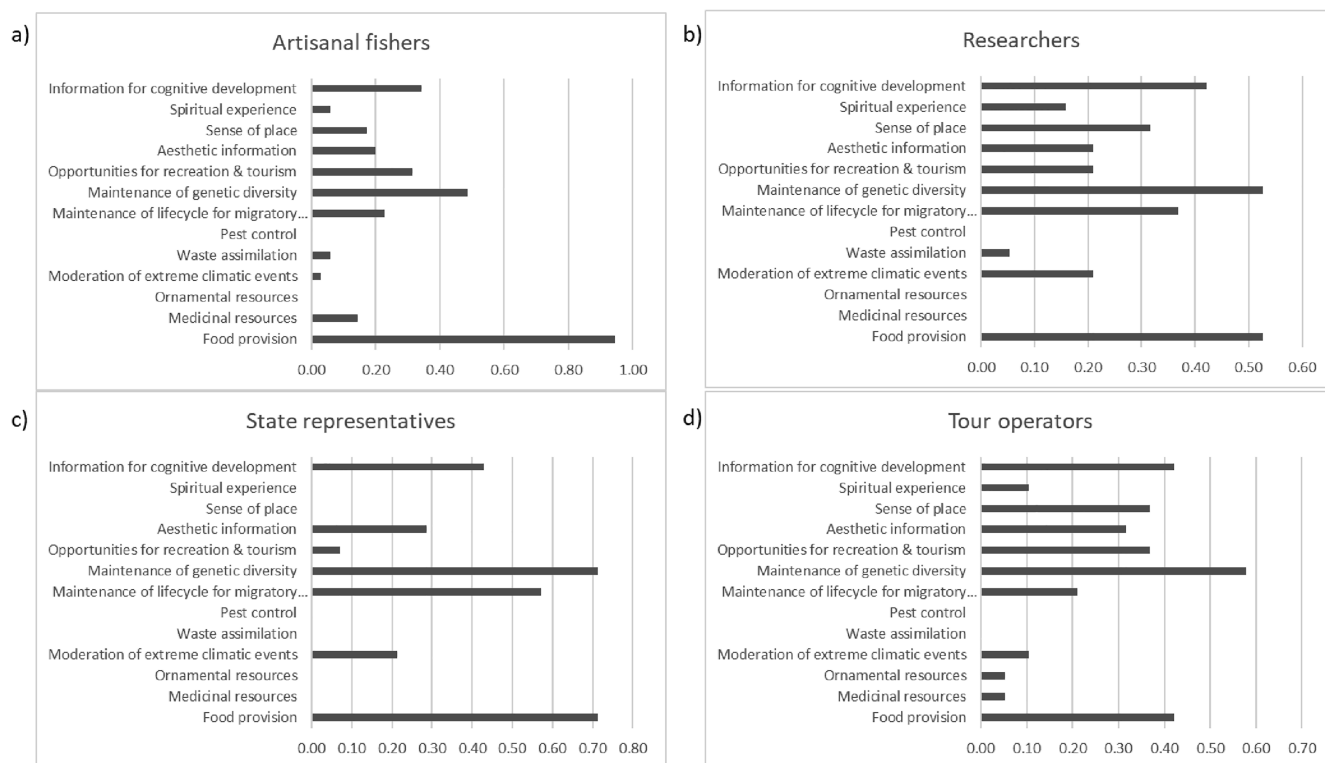 a)
Artisanal fishers
Information for cognitive development
Spiritual experience
Sense of place
Aesthetic information
Opportunities for recreation & tourism
Maintenance of genetic diversity
Maintenance of lifecycle for migratory...
Pest control
Waste assimilation
Moderation of extreme climatic events
Ornamental resources
Medicinal resources
Food provision
0.00 0.20 0.40 0.60 0.80 1.00
b)
Researchers
Information for cognitive development
Spiritual experience
Sense of place
Aesthetic information
Opportunities for recreation & tourism
Maintenance of genetic diversity
Maintenance of lifecycle for migratory...
Pest control
Waste assimilation
Moderation of extreme climatic events
Ornamental resources
Medicinal resources
Food provision
0.00 0.10 0.20 0.30 0.40 0.50 0.60
c)
State representatives
Information for cognitive development
Spiritual experience
Sense of place
Aesthetic information
Opportunities for recreation & tourism
Maintenance of genetic diversity
Maintenance of lifecycle for migratory...
Pest control
Waste assimilation
Moderation of extreme climatic events
Ornamental resources
Medicinal resources
Food provision
0.00 0.10 0.20 0.30 0.40 0.50 0.60 0.70 0.80
d)
Tour operators
Information for cognitive development
Spiritual experience
Sense of place
Aesthetic information
Opportunities for recreation & tourism
Maintenance of genetic diversity
Maintenance of lifecycle for migratory...
Pest control
Waste assimilation
Moderation of extreme climatic events
Ornamental resources
Medicinal resources
Food provision
0.00 0.10 0.20 0.30 0.40 0.50 0.60 0.70